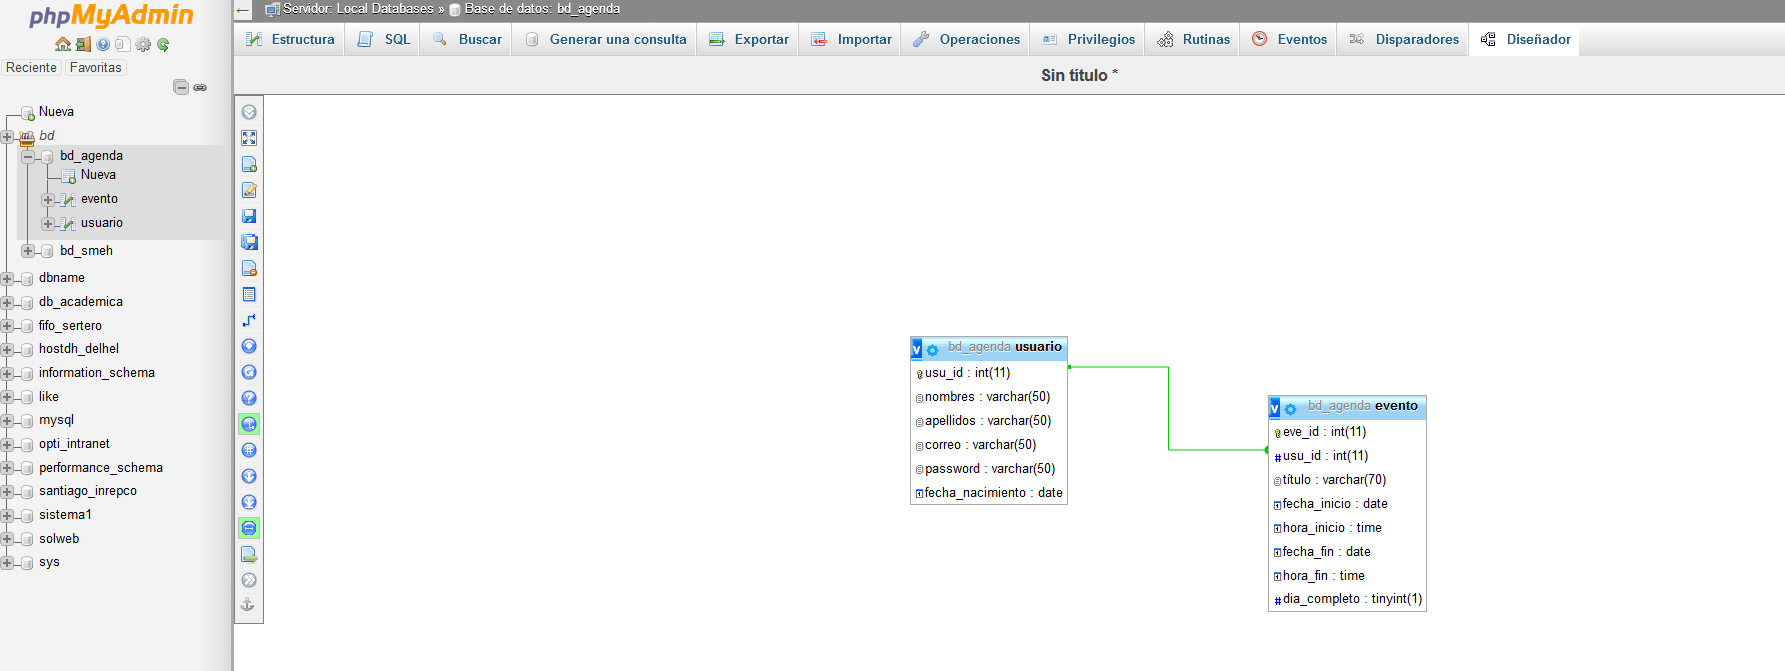 phpMyAdmin
Reciente Favoritas
Nueva
bd
bd_agenda
Nueva
evento
usuario
bd_smeh
dbname
db_academica
fifo_sertero
hostdh_delhel
information_schema
like
mysql
opti_intranet
performance_schema
santiago_inrepco
sistema1
solweb
sys
← Servidor: Local Databases » Base de datos: bd_agenda
Estructura SQL Buscar Generar una consulta Exportar Importar Operaciones Privilegios Rutinas Eventos Disparadores Diseñador
Sin título *
v bd_agenda usuario
usu_id : int(11)
nombres : varchar(50)
apellidos : varchar(50)
correo : varchar(50)
password : varchar(50)
fecha_nacimiento : date
v bd_agenda evento
eve_id : int(11)
#usu_id : int(11)
título : varchar(70)
fecha_inicio : date
hora_inicio : time
fecha_fin : date
hora_fin : time
#dia_completo : tinyint(1)